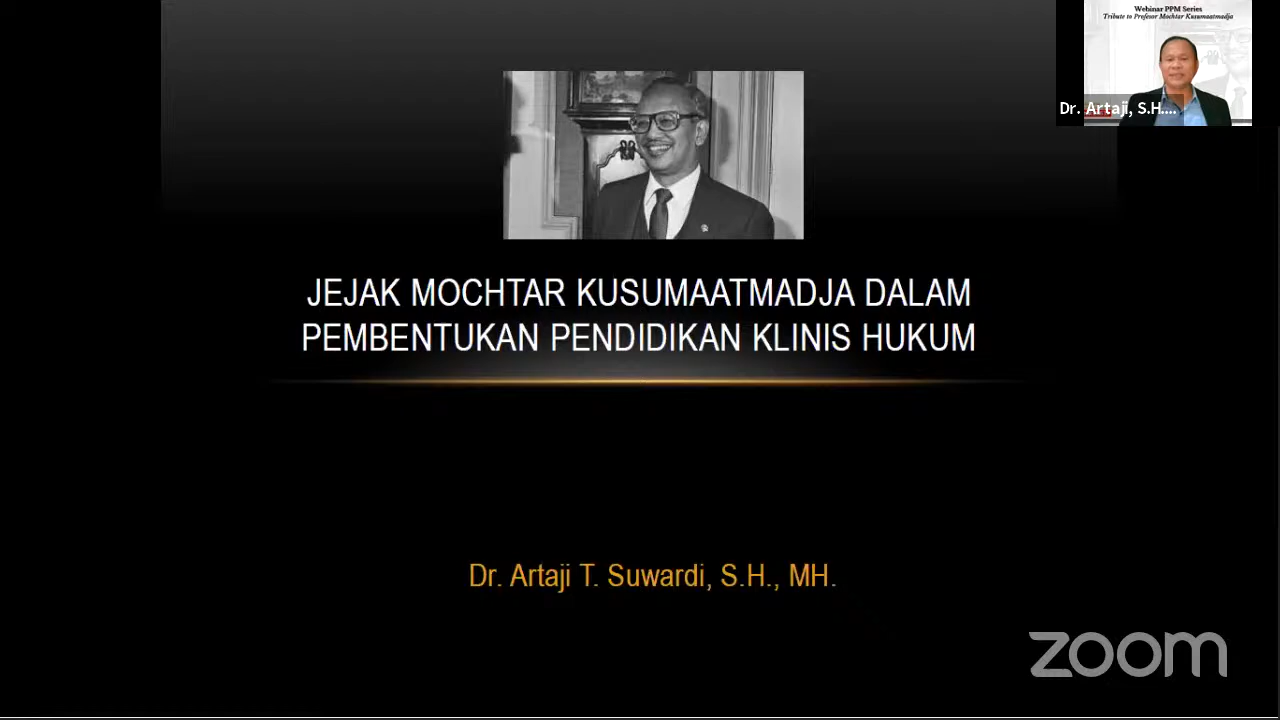 Webinar PPM Series
Tribute to Profesor Mochtar Kusumaatmadja
Dr. Artaji, S.H....
JEJAK MOCHTAR KUSUMAATMADJA DALAM
PEMBENTUKAN PENDIDIKAN KLINIS HUKUM
Dr. Artaji T. Suwardi, S.H., MH.
zoom